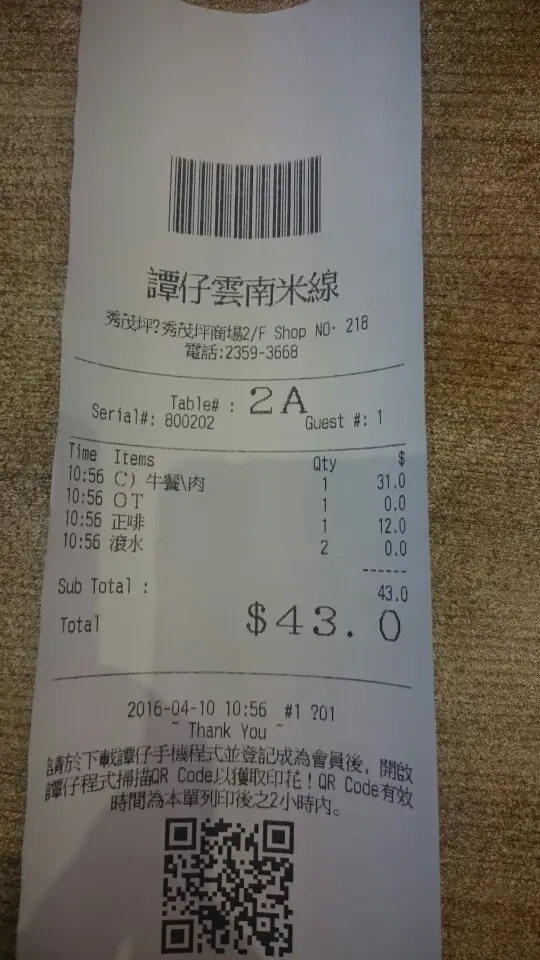 譚仔雲南米線
秀茂坪?秀茂坪商場2/F Shop NO. 218
電話:2359-3668
Table# : 2A
Serial#: 800202 Guest #: 1
Time Items Qty $
10:56 C) 牛餐\肉 1 31.0
10:56 OT 1 0.0
10:56 正啡 1 12.0
10:56 滾水 2 0.0
------
Sub Total : 43.0
Total $43.0
2016-04-10 10:56 #1 ?01
~ Thank You ~
請於下載譚仔手機程式並登記成為會員後, 開啟
譚仔程式掃描QR Code以獲取印花! QR Code有效
時間為本單列印後之2小時內。